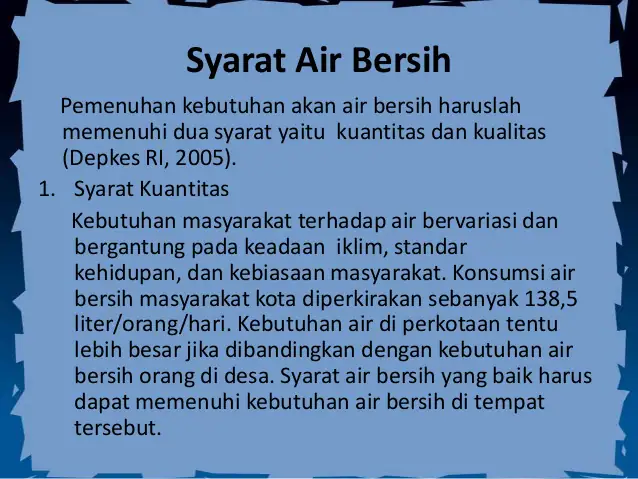 Syarat Air Bersih
Pemenuhan kebutuhan akan air bersih haruslah
memenuhi dua syarat yaitu kuantitas dan kualitas
(Depkes RI, 2005).
1. Syarat Kuantitas
Kebutuhan masyarakat terhadap air bervariasi dan
bergantung pada keadaan iklim, standar
kehidupan, dan kebiasaan masyarakat. Konsumsi air
bersih masyarakat kota diperkirakan sebanyak 138,5
liter/orang/hari. Kebutuhan air di perkotaan tentu
lebih besar jika dibandingkan dengan kebutuhan air
bersih orang di desa. Syarat air bersih yang baik harus
dapat memenuhi kebutuhan air bersih di tempat
tersebut.